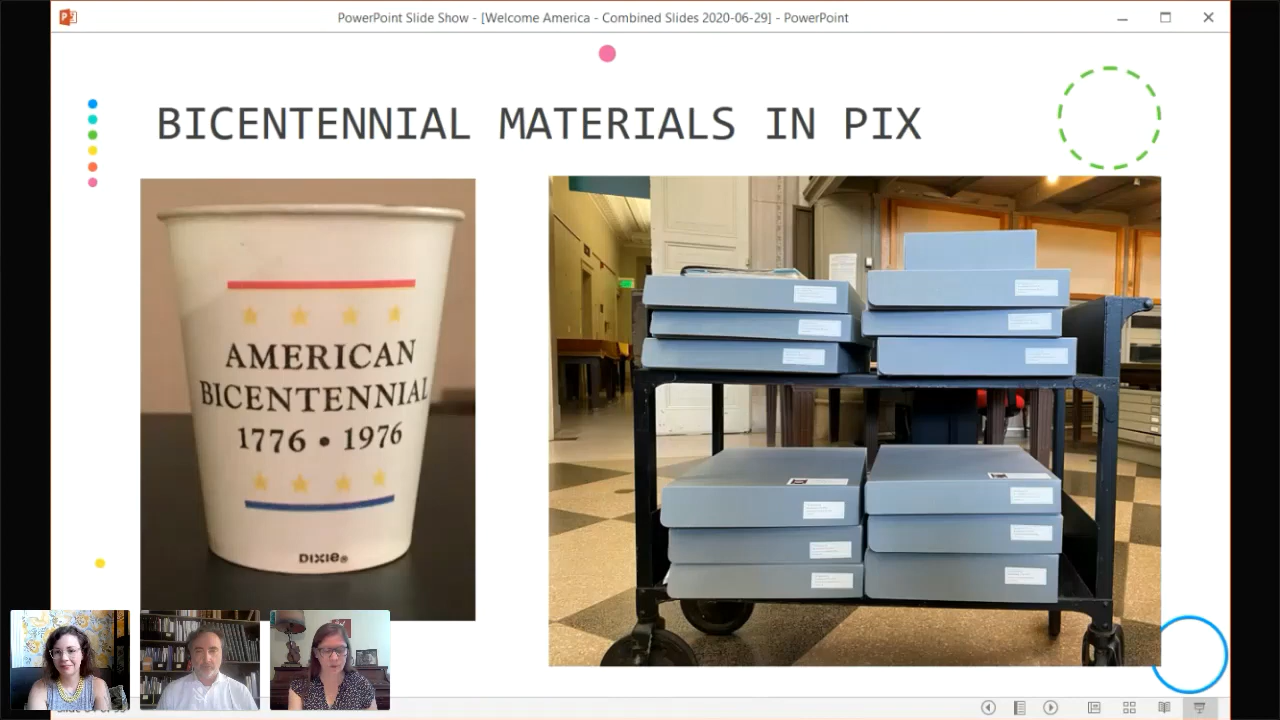 PowerPoint Slide Show - [Welcome America - Combined Slides 2020-06-29] - PowerPoint
BICENTENNIAL MATERIALS IN PIX
AMERICAN
BICENTENNIAL
1776 • 1976
DIXIE®